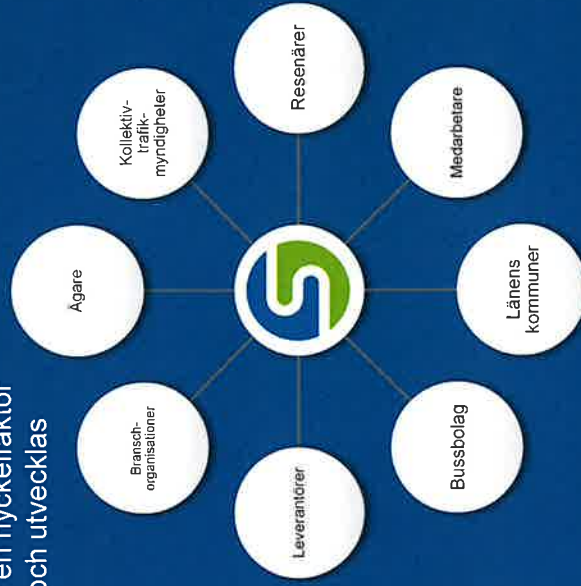 en nyckelfaktor
och utvecklas
Ägare
Kollektiv-
trafik-
myndigheter
Resenärer
Medarbetare
Länens
kommuner
Bussbolag
Leverantörer
Bransch-
organisationer